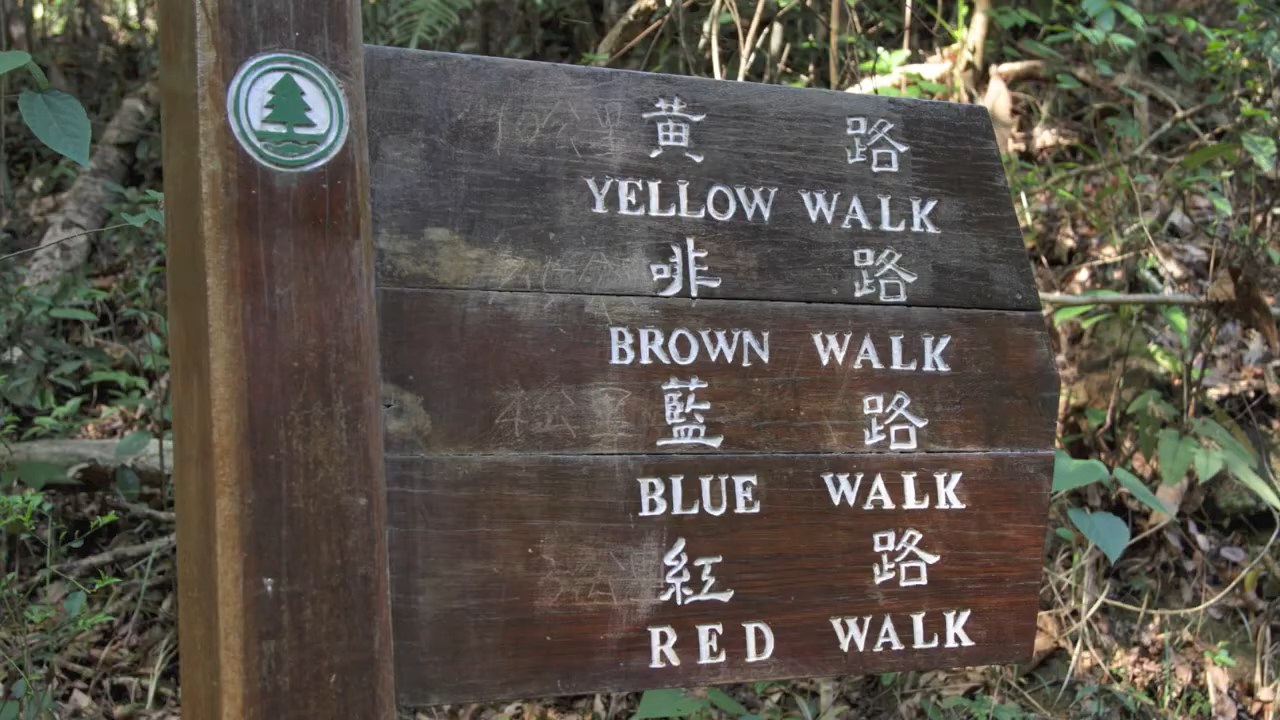 黃 路
YELLOW WALK
啡 路
BROWN WALK
藍 路
BLUE WALK
紅 路
RED WALK